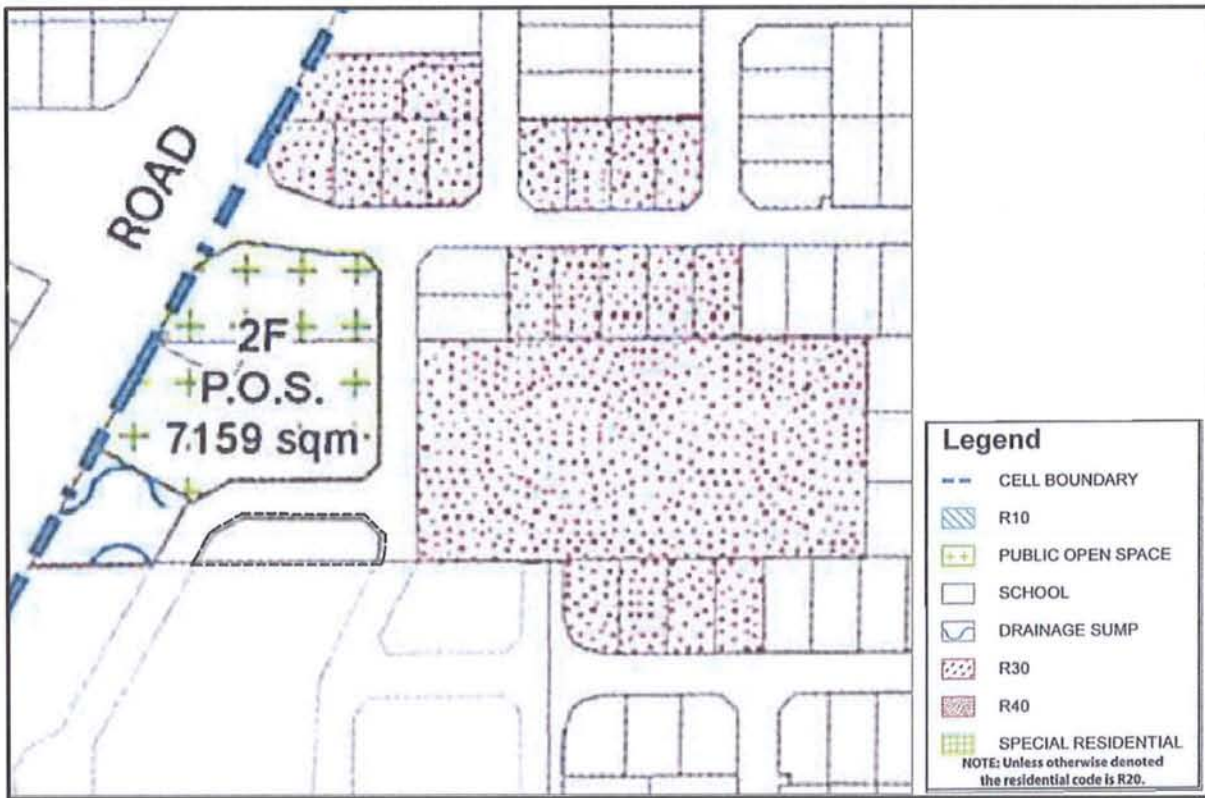 ROAD
2F
P.O.S.
7159 sqm
Legend
CELL BOUNDARY
R10
PUBLIC OPEN SPACE
SCHOOL
DRAINAGE SUMP
R30
R40
SPECIAL RESIDENTIAL
NOTE: Unless otherwise denoted
the residential code is R20.